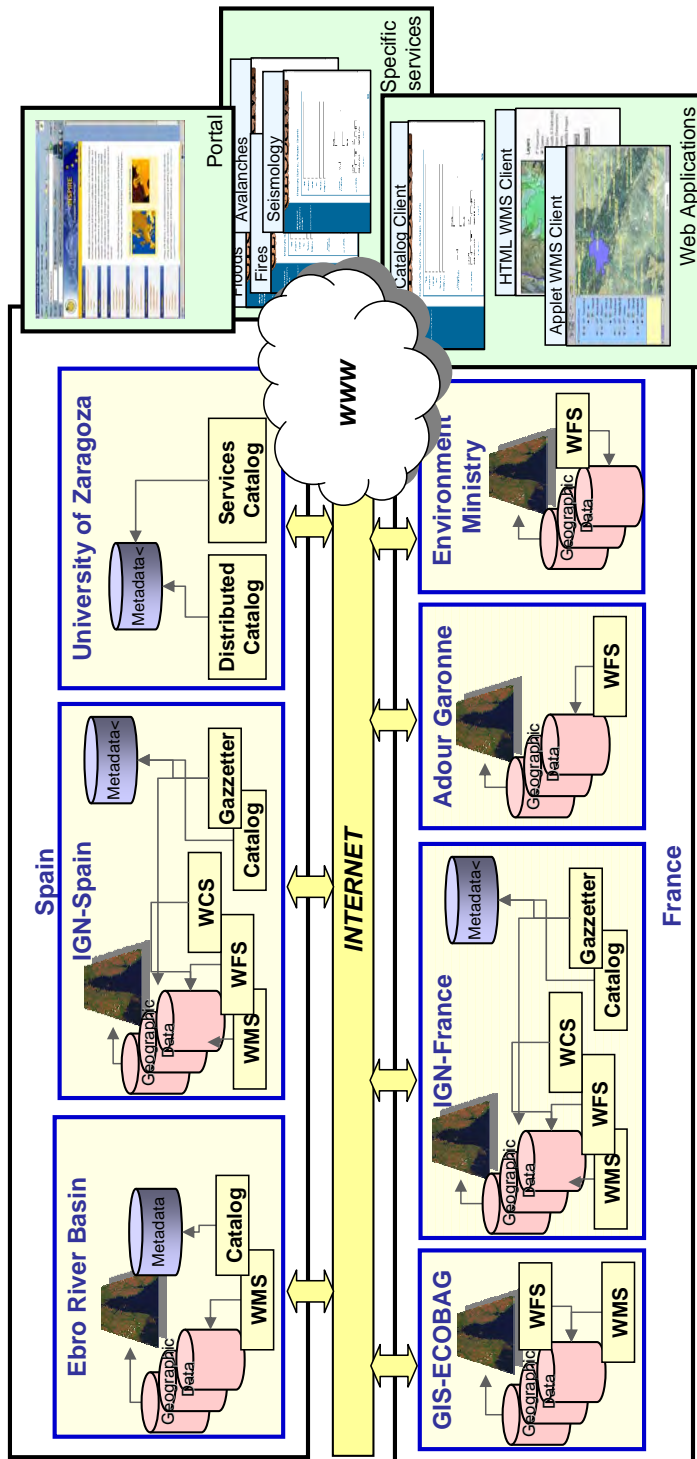 Spain
Ebro River Basin
Geographic
Data
Metadata
Catalog
WMS
IGN-Spain
Geographic
Data
Metadata<
WCS
Gazzetter
WFS
Catalog
WMS
University of Zaragoza
Metadata<
Distributed
Catalog
Services
Catalog
Portal
INSPIRE
Floods
Avalanches
Fires
Seismology
Specific
services
INTERNET
WWW
GIS-ECOBAG
Geographic
Data
WFS
WMS
IGN-France
Geographic
Data
Metadata<
WCS
Gazzetter
WFS
Catalog
WMS
Adour Garonne
Geographic
Data
WFS
Environment
Ministry
Geographic
Data
WFS
France
Catalog Client
HTML WMS Client
Applet WMS Client
Web Applications